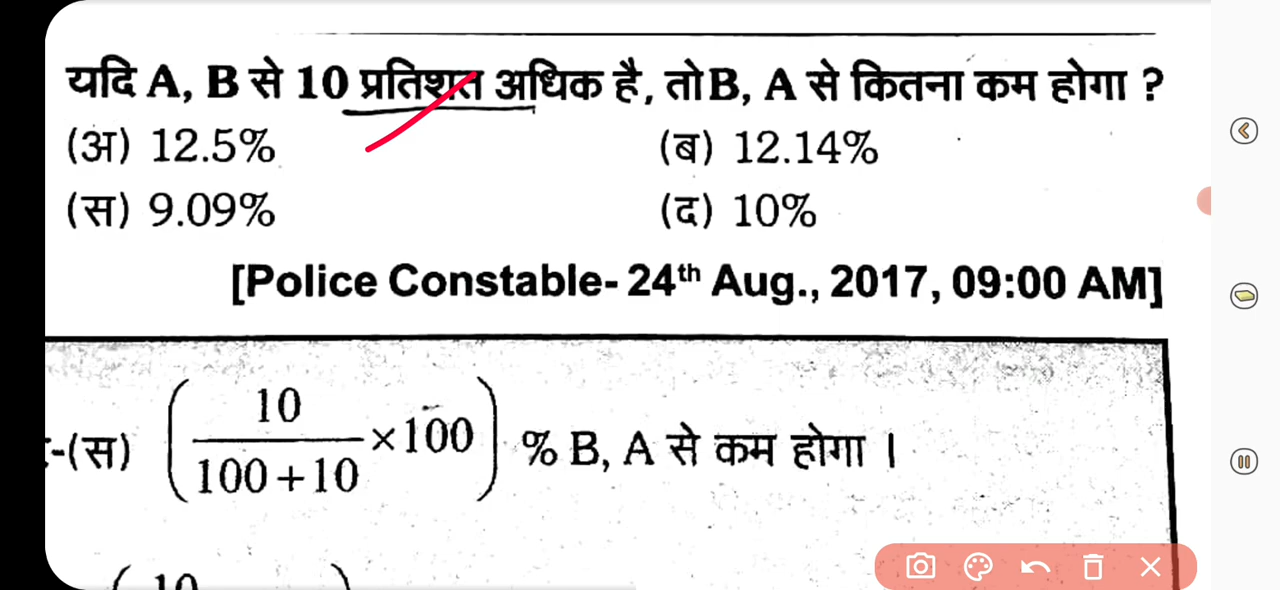 यदि A, B से 10 प्रतिशत अधिक है, तो B, A से कितना कम होगा ?
(अ) 12.5% (ब) 12.14%
(स) 9.09% (द) 10%
[Police Constable- 24th Aug., 2017, 09:00 AM]
:-(स) (10/100+10 ×100) % B, A से कम होगा ।
(10 )